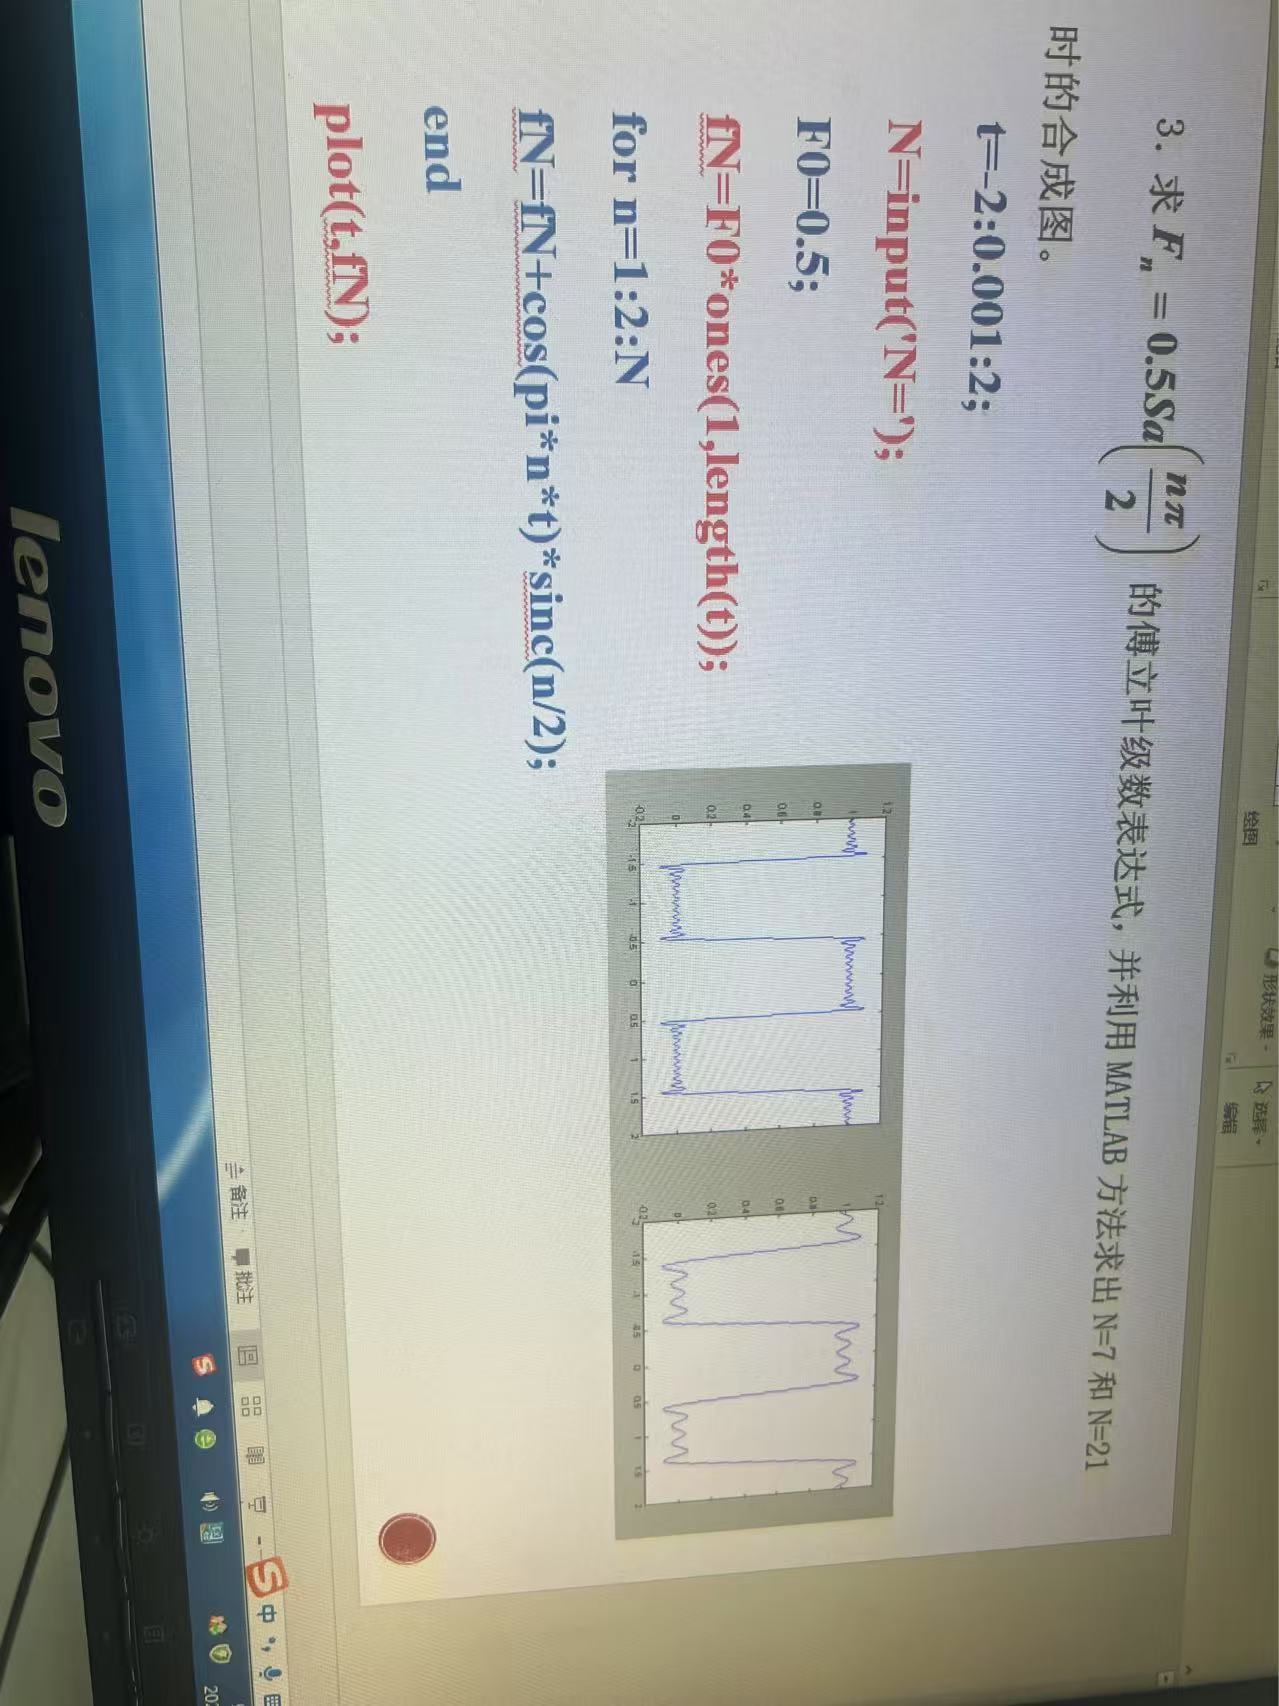 形状效果
选择
绘图
编辑
3. 求 Fn = 0.5Sa(nπ/2) 的傅立叶级数表达式，并利用 MATLAB 方法求出 N=7 和 N=21
时的合成图。
t=-2:0.001:2;
N=input('N=');
F0=0.5;
fN=F0*ones(1,length(t));
for n=1:2:N
fN=fN+cos(pi*n*t)*sinc(n/2);
end
plot(t,fN);
1.2
1
0.8
0.6
0.4
0.2
0
-0.2
-2 -1.5 -1 -0.5 0 0.5 1 1.5 2
1.2
1
0.8
0.6
0.4
0.2
0
-0.2
-2 -1.5 -1 -0.5 0 0.5 1 1.5 2
备注 批注
中
lenovo